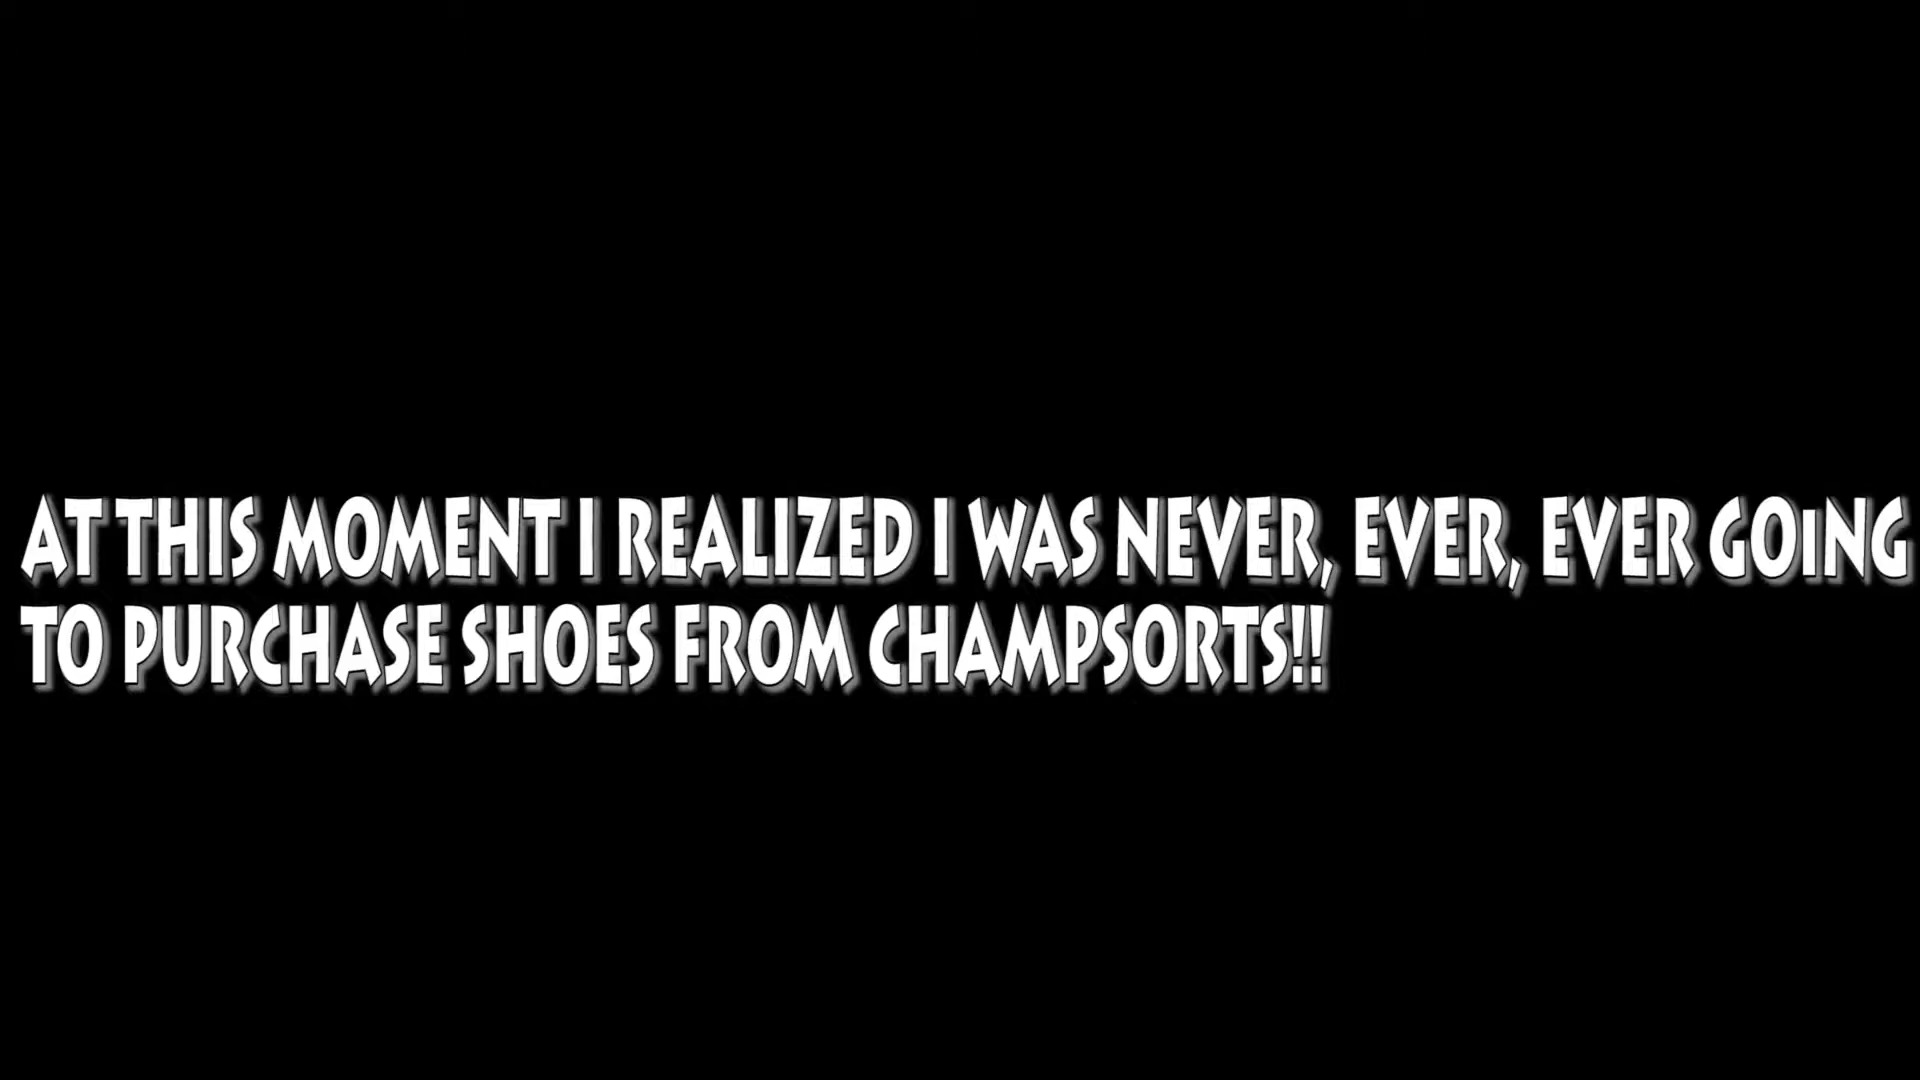 AT THIS MOMENT I REALIZED I WAS NEVER, EVER, EVER GOING
TO PURCHASE SHOES FROM CHAMPSORTS!!